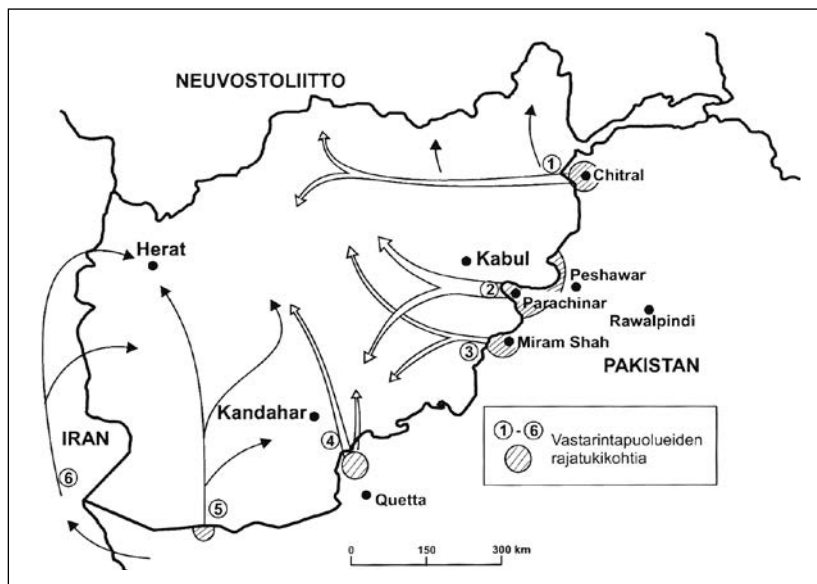 NEUVOSTOLIITTO
1
Chitral
Herat
Kabul
Peshawar
2
Parachinar
Rawalpindi
Miram Shah
3
PAKISTAN
Kandahar
1 - 6 Vastarintapuolueiden
rajatukikohtia
IRAN
4
6
5
Quetta
0 150 300 km